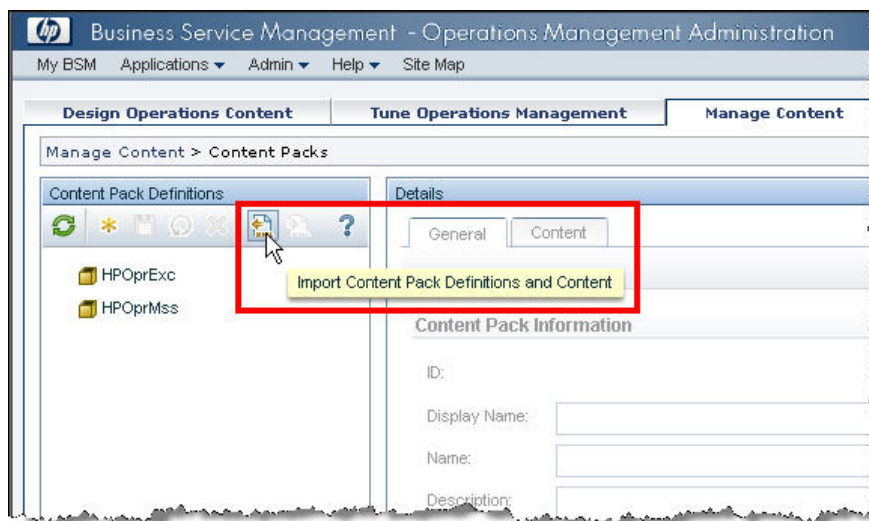 hp Business Service Management - Operations Management Administration
My BSM Applications Admin Help Site Map
Design Operations Content Tune Operations Management Manage Content
Manage Content > Content Packs
Content Pack Definitions Details
General Content
HPOprExc
Import Content Pack Definitions and Content
HPOprMss
Content Pack Information
ID:
Display Name:
Name:
Description: